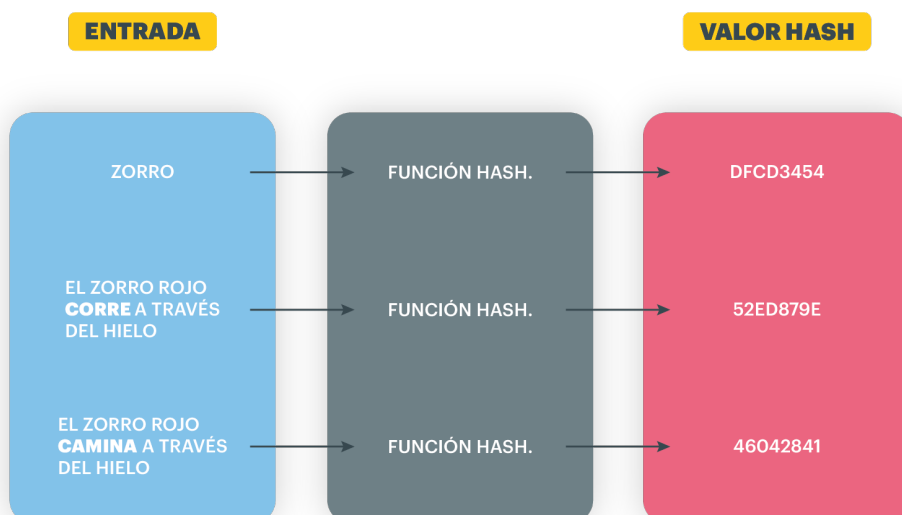 ENTRADA
VALOR HASH
ZORRO
FUNCIÓN HASH.
DFCD3454
EL ZORRO ROJO
CORRE A TRAVÉS
DEL HIELO
FUNCIÓN HASH.
52ED879E
EL ZORRO ROJO
CAMINA A TRAVÉS
DEL HIELO
FUNCIÓN HASH.
46042841